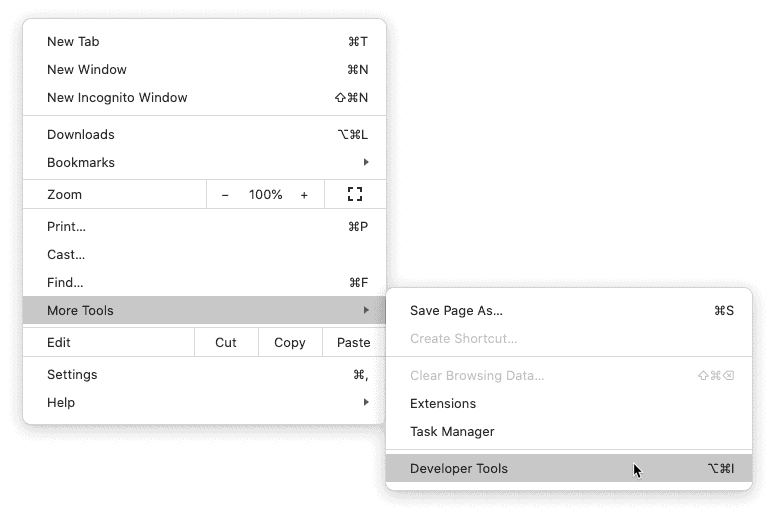 New Tab ⌘T
New Window ⌘N
New Incognito Window ⇧⌘N
Downloads ⌥⌘L
Bookmarks
Zoom − 100% +
Print... ⌘P
Cast...
Find... ⌘F
More Tools
Edit Cut Copy Paste
Settings ⌘,
Help
Save Page As... ⌘S
Create Shortcut...
Clear Browsing Data... ⇧⌘⌫
Extensions
Task Manager
Developer Tools ⌥⌘I